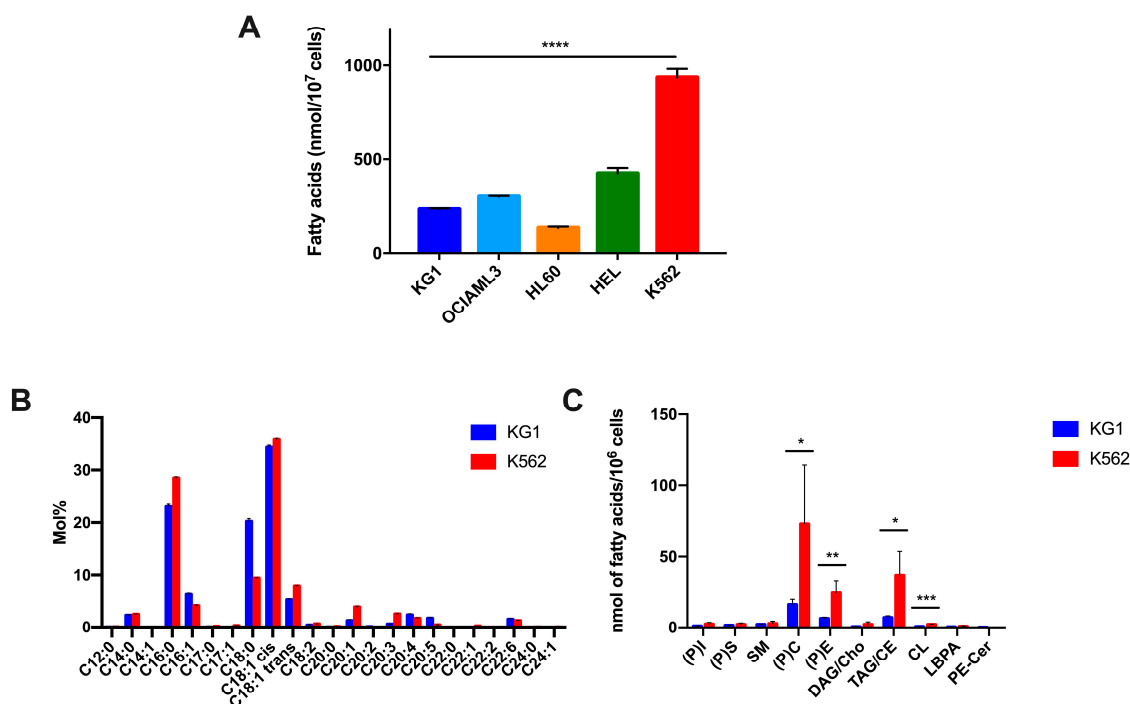 A
Fatty acids (nmol/10⁷ cells)
1000
500
0
****
KG1
OCIAML3
HL60
HEL
K562
B
Mol%
40
30
20
10
0
KG1
K562
C12:0
C14:0
C14:1
C16:0
C16:1
C17:0
C17:1
C18:0
C18:1 cis
C18:1 trans
C18:2
C20:0
C20:1
C20:2
C20:3
C20:4
C20:5
C22:0
C22:1
C22:2
C22:6
C24:0
C24:1
C
nmol of fatty acids/10⁶ cells
150
100
50
0
*
**
*
***
KG1
K562
(P)I
(P)S
SM
(P)C
(P)E
DAG/Cho
TAG/CE
CL
LBPA
PE-Cer